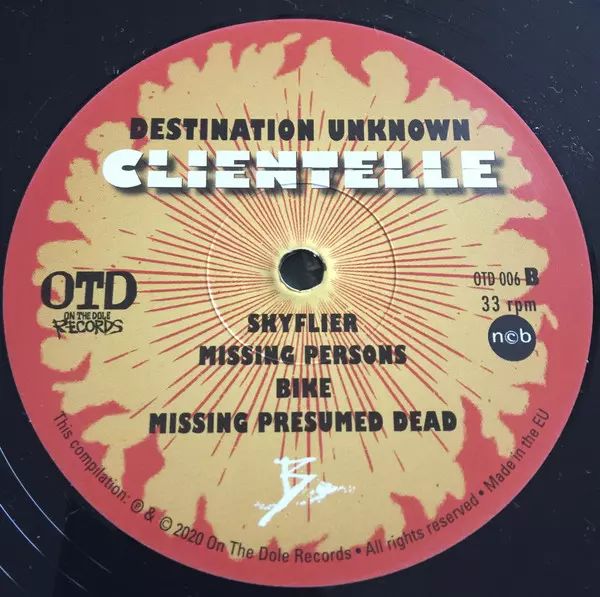 DESTINATION UNKNOWN
CLIENTELLE
OTD
ON THE DOLE
RECORDS
OTD 006 B
33 rpm
n©b
SKYFLIER
MISSING PERSONS
BIKE
MISSING PRESUMED DEAD
B
This compilation: ℗ & © 2020 On The Dole Records • All rights reserved • Made in the EU